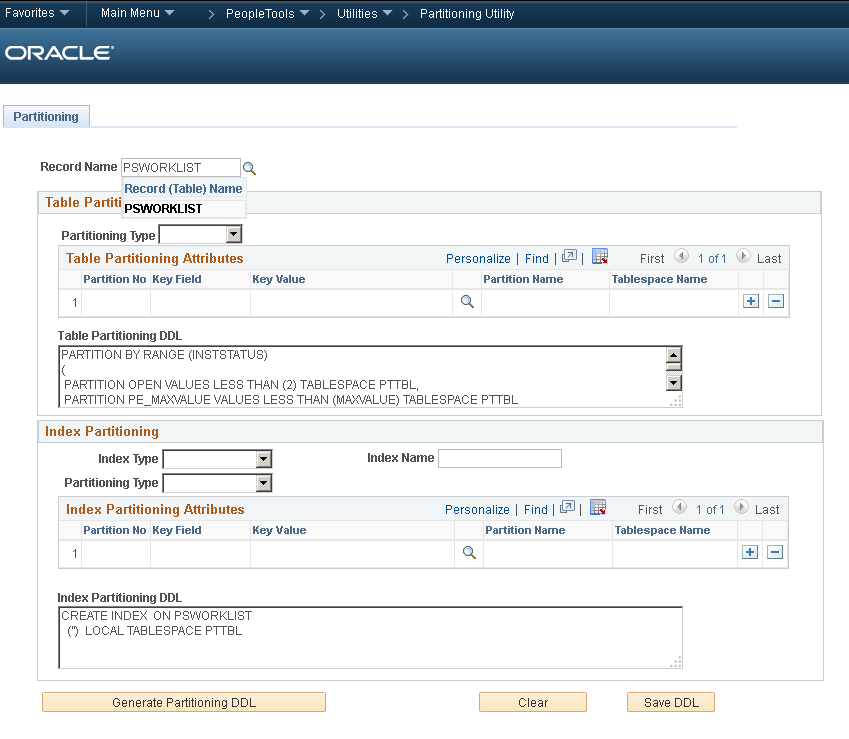 Favorites Main Menu > PeopleTools > Utilities > Partitioning Utility
ORACLE®
Partitioning
Record Name PSWORKLIST
Record (Table) Name
PSWORKLIST
Table Partiti
Partitioning Type
Table Partitioning Attributes Personalize | Find | | First 1 of 1 Last
Partition No Key Field Key Value Partition Name Tablespace Name
1
Table Partitioning DDL
PARTITION BY RANGE (INSTSTATUS)
(
PARTITION OPEN VALUES LESS THAN (2) TABLESPACE PTTBL,
PARTITION PE_MAXVALUE VALUES LESS THAN (MAXVALUE) TABLESPACE PTTBL
Index Partitioning
Index Type Index Name
Partitioning Type
Index Partitioning Attributes Personalize | Find | | First 1 of 1 Last
Partition No Key Field Key Value Partition Name Tablespace Name
1
Index Partitioning DDL
CREATE INDEX ON PSWORKLIST
('') LOCAL TABLESPACE PTTBL
Generate Partitioning DDL Clear Save DDL